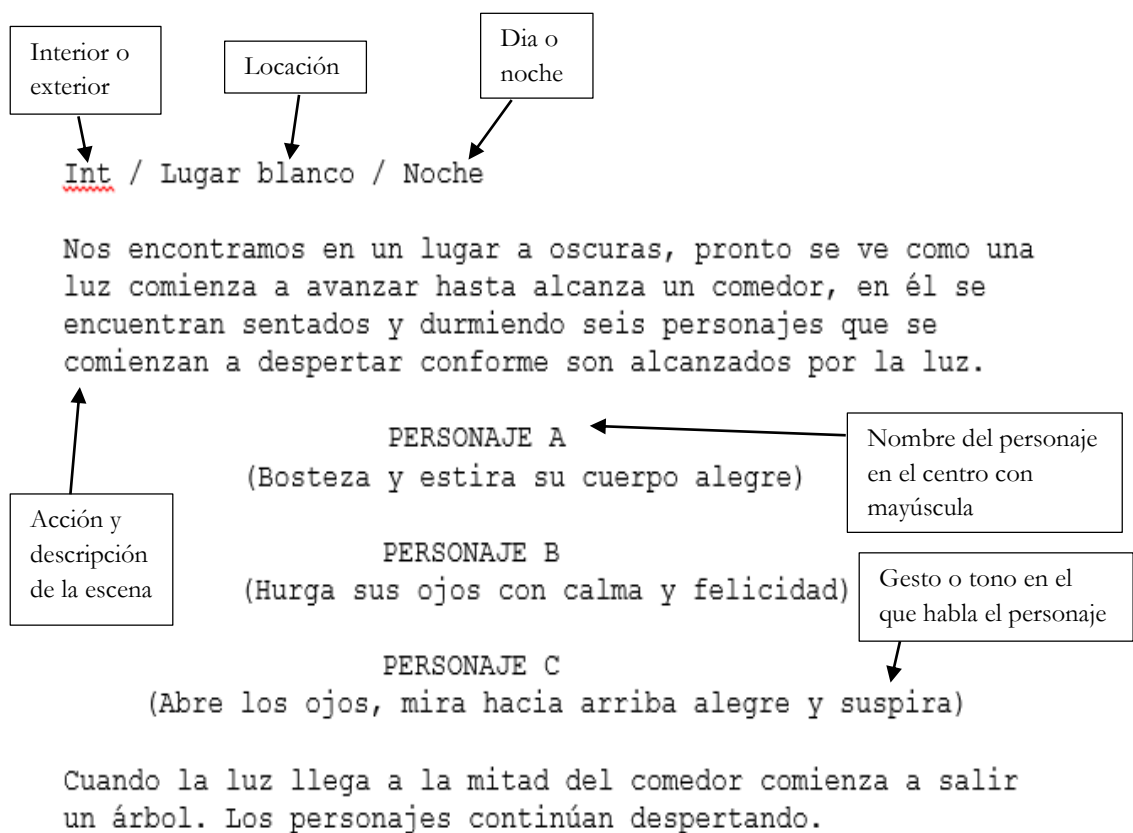 Interior o
exterior
Locación
Dia o
noche
Int / Lugar blanco / Noche
Nos encontramos en un lugar a oscuras, pronto se ve como una
luz comienza a avanzar hasta alcanza un comedor, en él se
encuentran sentados y durmiendo seis personajes que se
comienzan a despertar conforme son alcanzados por la luz.
PERSONAJE A
(Bosteza y estira su cuerpo alegre)
Nombre del personaje
en el centro con
mayúscula
Acción y
descripción
de la escena
PERSONAJE B
(Hurga sus ojos con calma y felicidad)
Gesto o tono en el
que habla el personaje
PERSONAJE C
(Abre los ojos, mira hacia arriba alegre y suspira)
Cuando la luz llega a la mitad del comedor comienza a salir
un árbol. Los personajes continúan despertando.